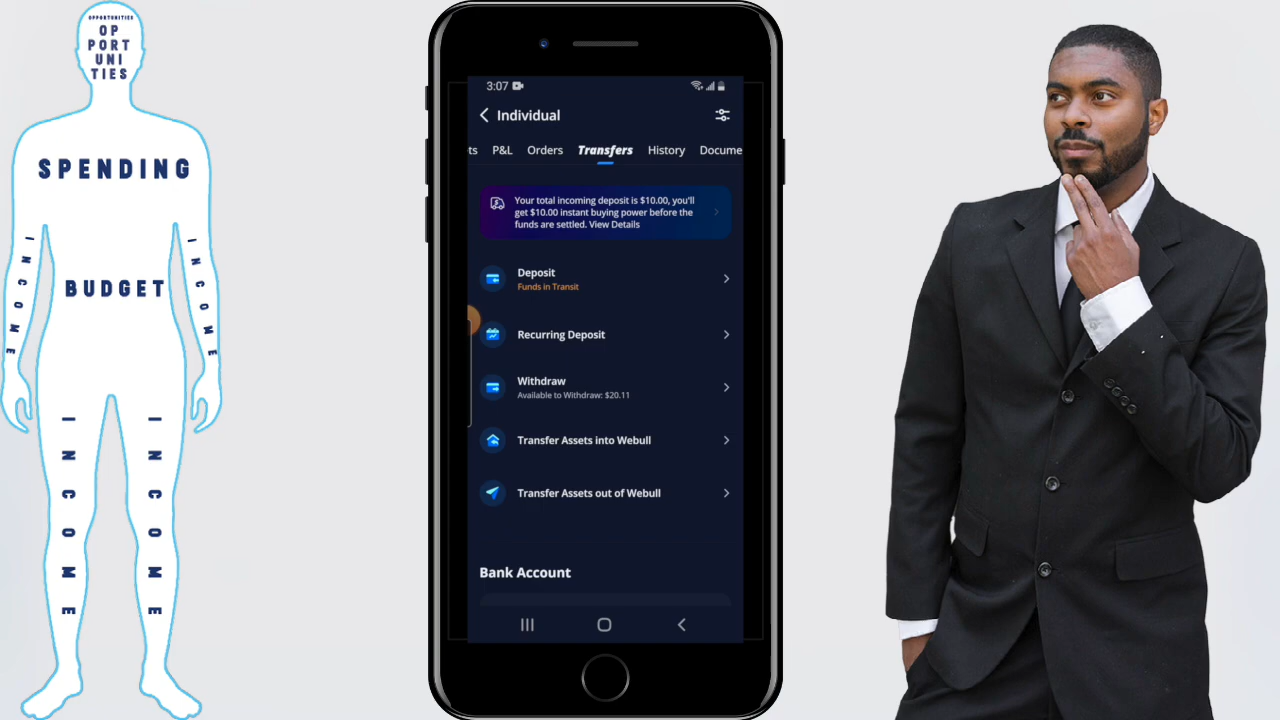 OPPORTUNITIES
OP
PORT
UNI
TIES
SPENDING
INCOME
INCOME
BUDGET
INCOME
INCOME
3:07
Individual
ts P&L Orders Transfers History Docume
Your total incoming deposit is $10.00, you'll
get $10.00 instant buying power before the
funds are settled. View Details
Deposit
Funds in Transit
Recurring Deposit
Withdraw
Available to Withdraw: $20.11
Transfer Assets into Webull
Transfer Assets out of Webull
Bank Account